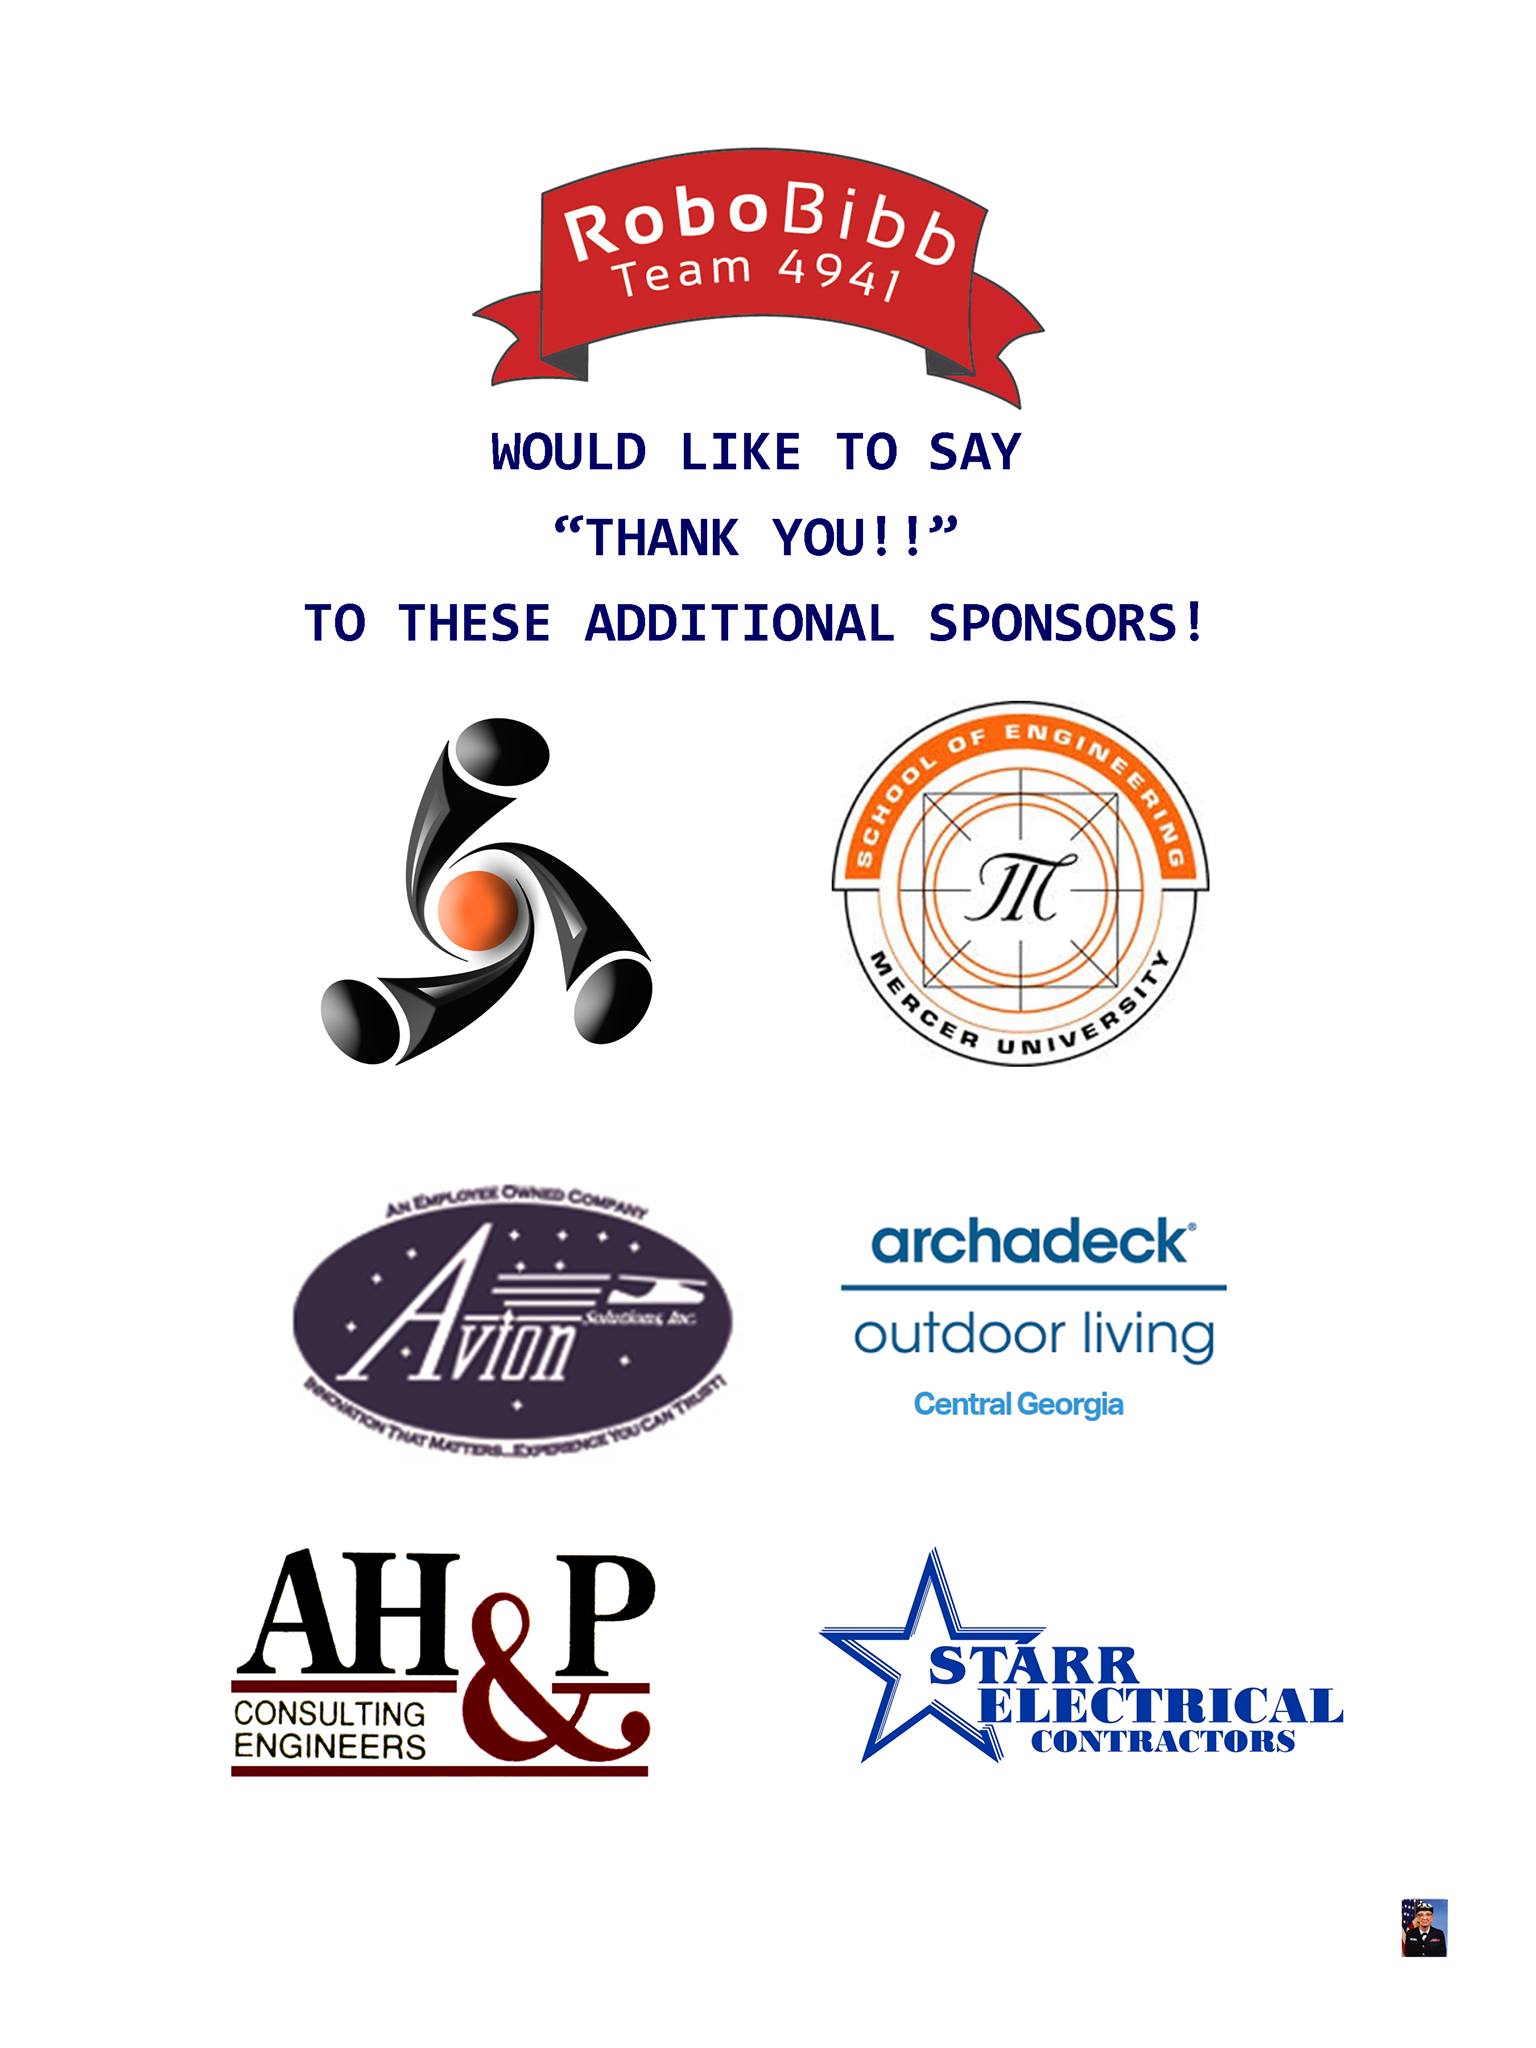 RoboBibb
Team 4941
WOULD LIKE TO SAY
“THANK YOU!!”
TO THESE ADDITIONAL SPONSORS!
SCHOOL OF ENGINEERING
M
MERCER UNIVERSITY
AN EMPLOYEE OWNED COMPANY
Avion
Solutions, Inc.
INNOVATION THAT MATTERS...EXPERIENCE YOU CAN TRUST!
archadeck®
outdoor living
Central Georgia
AH&P
CONSULTING
ENGINEERS
STARR
ELECTRICAL
CONTRACTORS